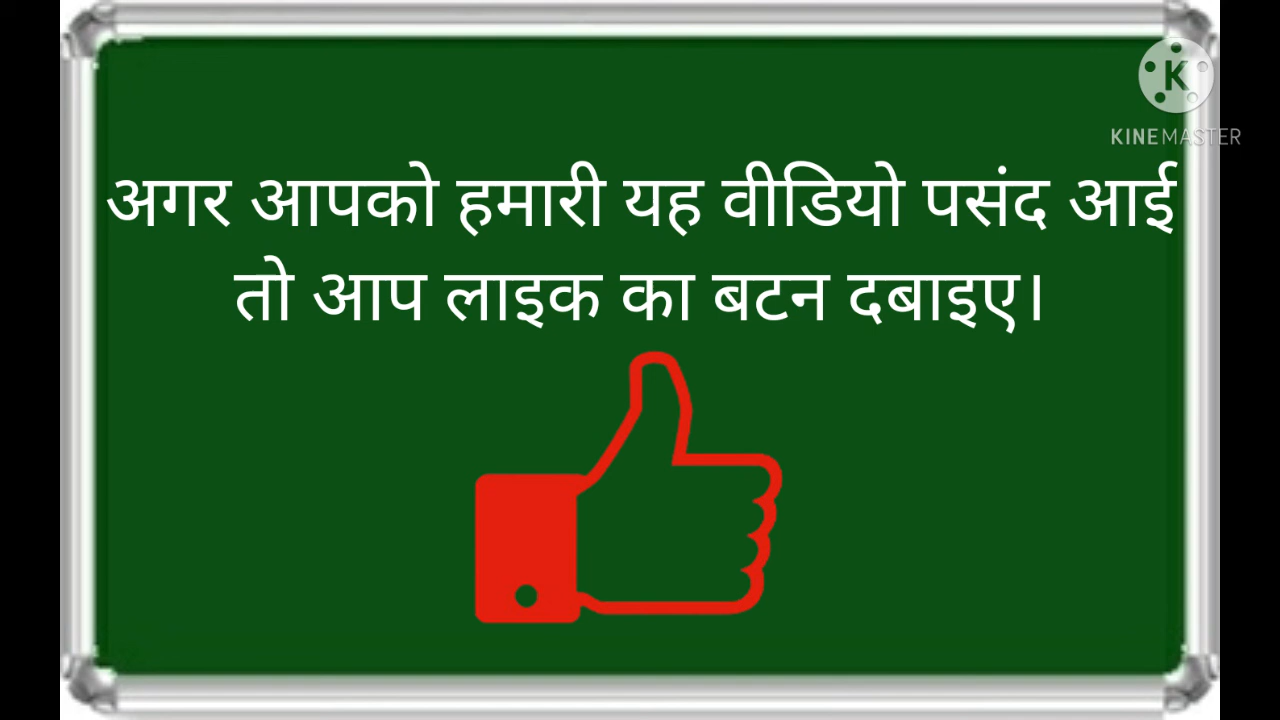 K
KINEMASTER
अगर आपको हमारी यह वीडियो पसंद आई
तो आप लाइक का बटन दबाइए।